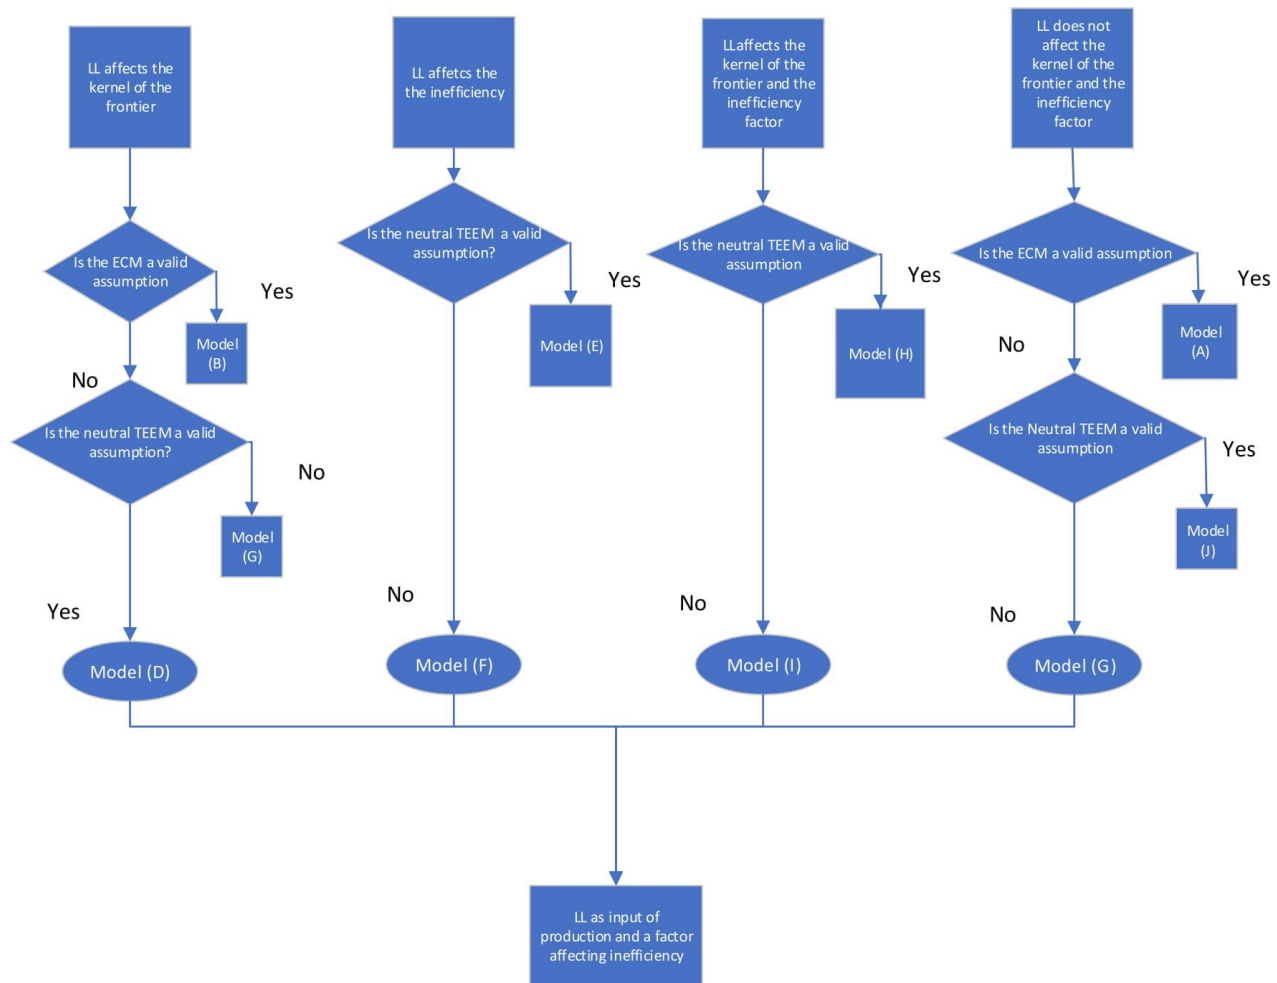 LL affects the
kernel of the
frontier
LL affetcs the
the inefficiency
LLaffects the
kernel of the
frontier and the
inefficiency
factor
LL does not
affect the
kernel of the
frontier and the
inefficiency
factor
Is the ECM a valid
assumption
Yes
Model
(B)
No
Is the neutral TEEM a valid
assumption?
No
Model
(G)
Yes
Model (D)
Is the neutral TEEM a valid
assumption?
Yes
Model (E)
No
Model (F)
Is the neutral TEEM a valid
assumption
Yes
Model (H)
No
Model (I)
Is the ECM a valid assumption
Yes
Model
(A)
No
Is the Neutral TEEM a valid
assumption
Yes
Model
(J)
No
Model (G)
LL as input of
production and a factor
affecting inefficiency